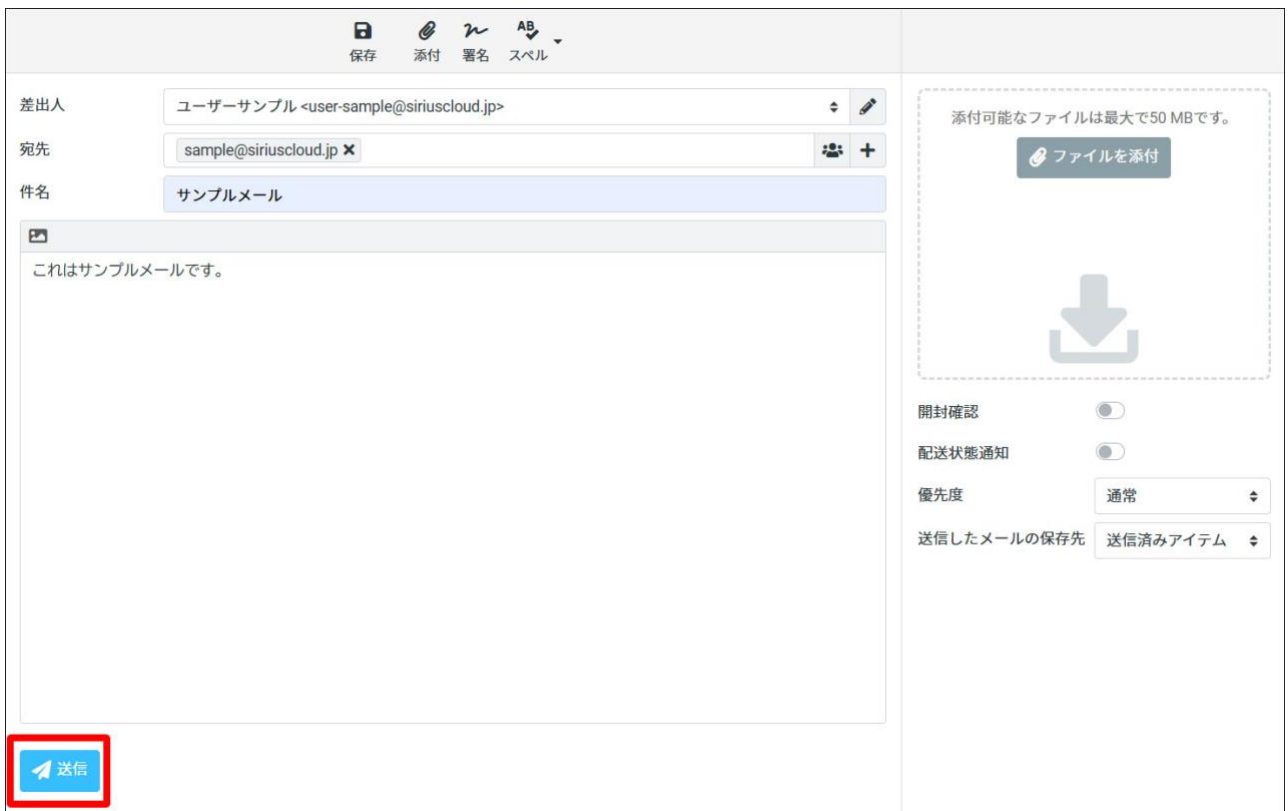 保存 添付 署名 スペル
差出人 ユーザーサンプル <user-sample@siriuscloud.jp>
宛先 sample@siriuscloud.jp
件名 サンプルメール
これはサンプルメールです。
送信
添付可能なファイルは最大で50 MBです。
ファイルを添付
開封確認
配送状態通知
優先度 通常
送信したメールの保存先 送信済みアイテム